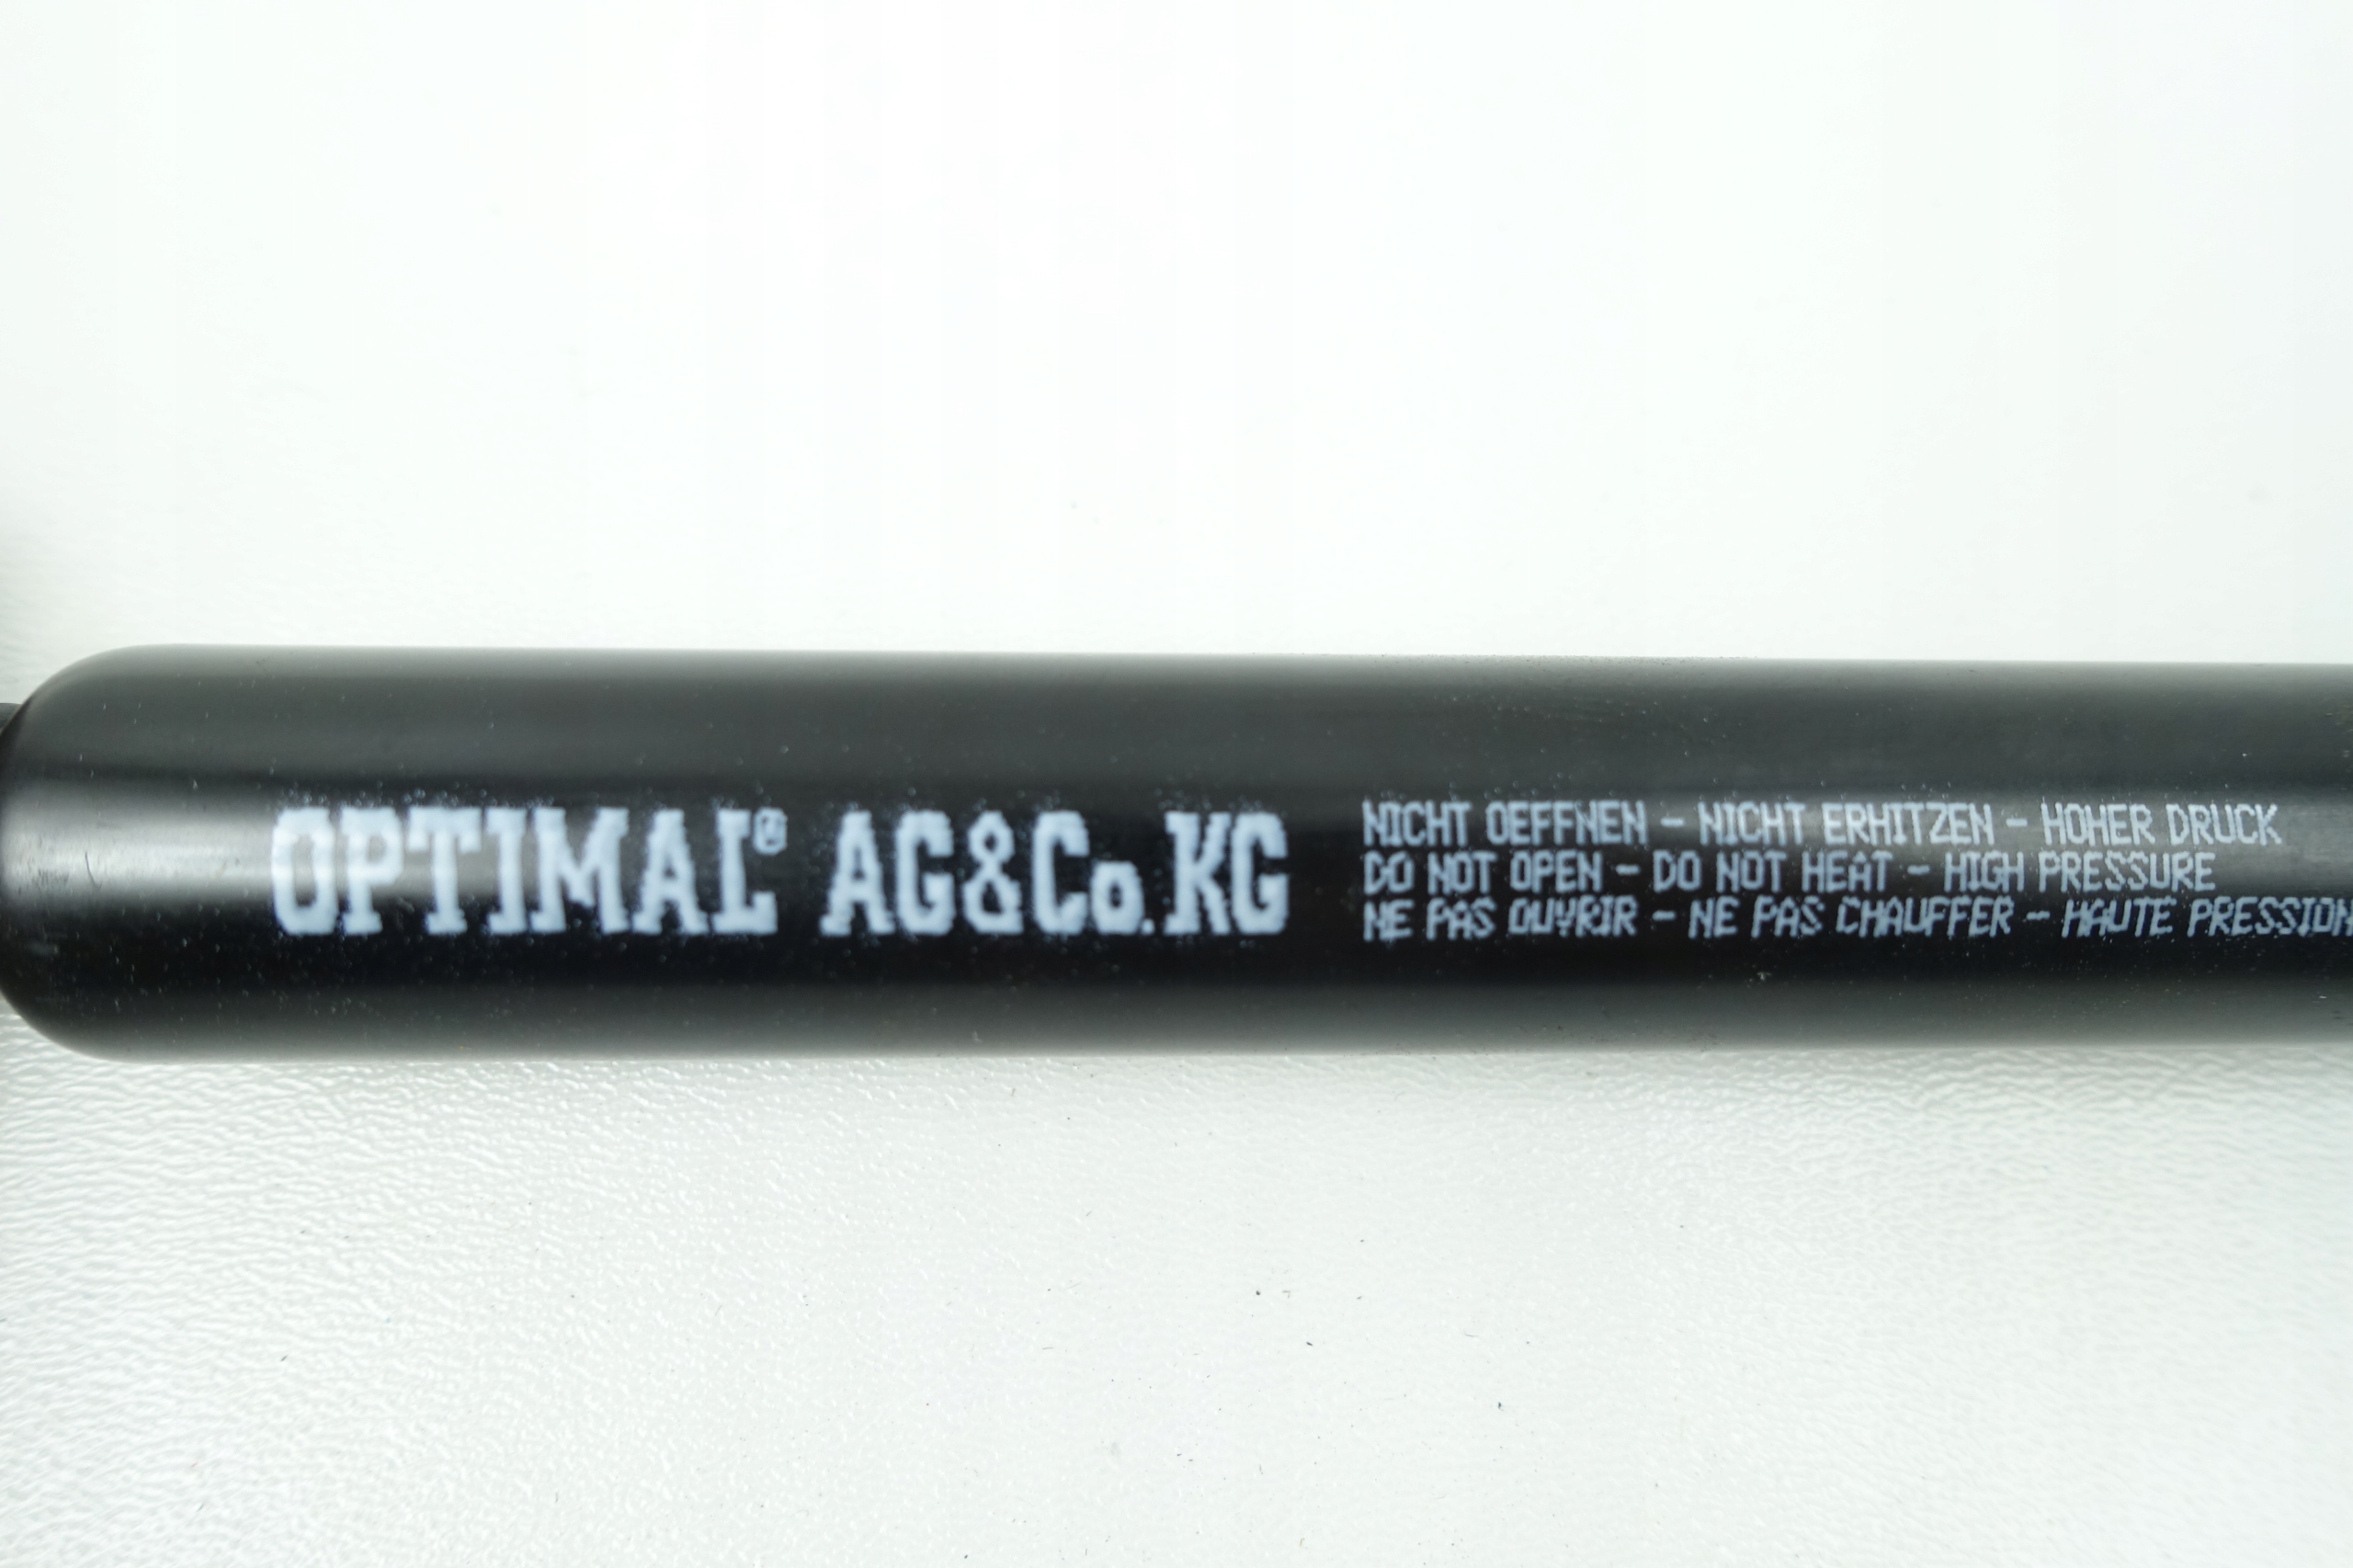 OPTIMAL® AG&Co.KG
NICHT OEFFNEN - NICHT ERHITZEN - HOHER DRUCK
DO NOT OPEN - DO NOT HEAT - HIGH PRESSURE
NE PAS OUVRIR - NE PAS CHAUFFER - HAUTE PRESSION